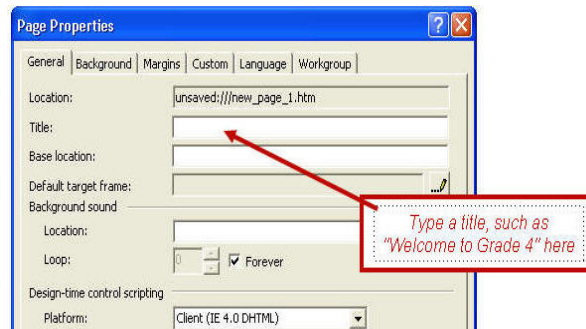 Page Properties
General Background Margins Custom Language Workgroup
Location: unsaved:///new_page_1.htm
Title:
Base location:
Default target frame:
Background sound
Location:
Loop: 0 Forever
Type a title, such as
"Welcome to Grade 4" here
Design-time control scripting
Platform: Client (IE 4.0 DHTML)